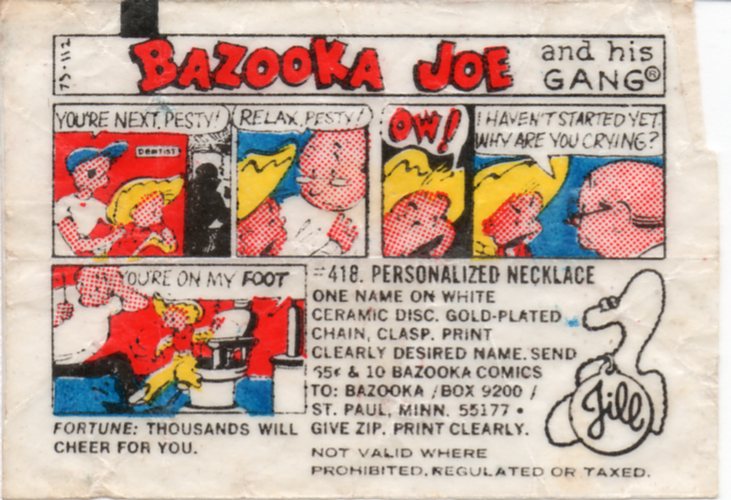 73-112
BAZOOKA JOE
and his
GANG®
YOU'RE NEXT, PESTY!
DENTIST
RELAX, PESTY!
OW!
I HAVEN'T STARTED YET
WHY ARE YOU CRYING?
YOU'RE ON MY FOOT
#418. PERSONALIZED NECKLACE
ONE NAME ON WHITE
CERAMIC DISC. GOLD-PLATED
CHAIN, CLASP. PRINT
CLEARLY DESIRED NAME. SEND
55¢ & 10 BAZOOKA COMICS
TO: BAZOOKA / BOX 9200 /
ST. PAUL, MINN. 55177 •
GIVE ZIP. PRINT CLEARLY.
NOT VALID WHERE
PROHIBITED, REGULATED OR TAXED.
Jill
FORTUNE: THOUSANDS WILL
CHEER FOR YOU.